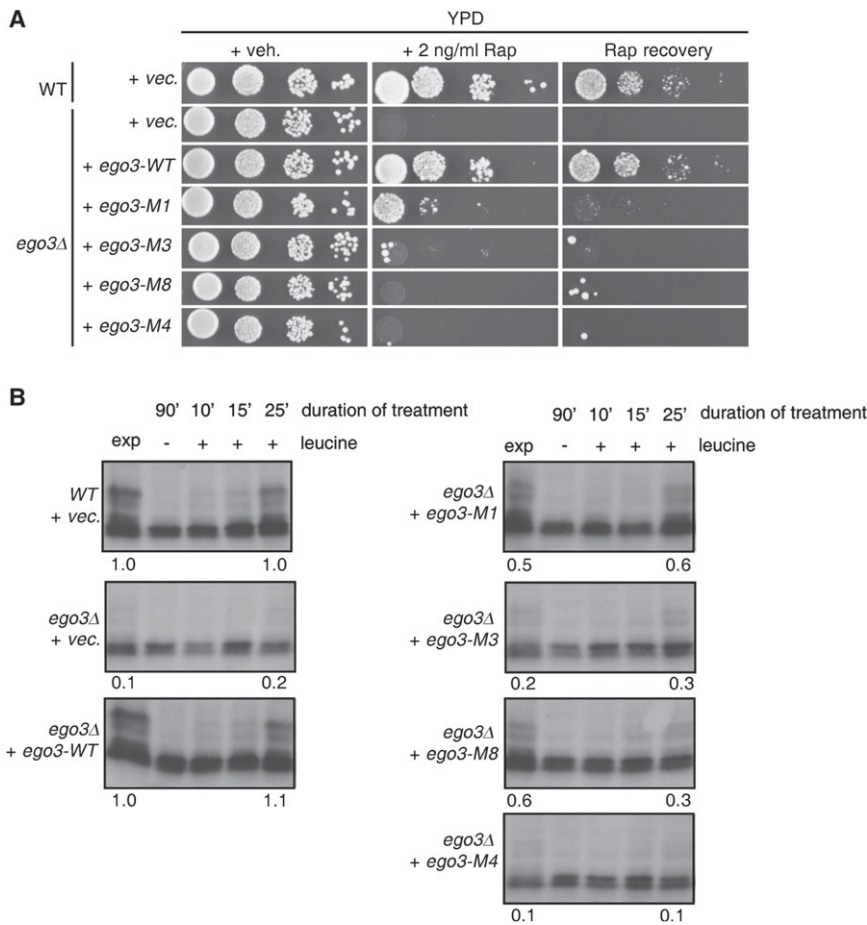 A
YPD
+ veh.
+ 2 ng/ml Rap
Rap recovery
WT
+ vec.
ego3Δ
+ vec.
+ ego3-WT
+ ego3-M1
+ ego3-M3
+ ego3-M8
+ ego3-M4
B
90' 10' 15' 25' duration of treatment
exp - + + + leucine
WT
+ vec.
1.0 1.0
ego3Δ
+ vec.
0.1 0.2
ego3Δ
+ ego3-WT
1.0 1.1
90' 10' 15' 25' duration of treatment
exp - + + + leucine
ego3Δ
+ ego3-M1
0.5 0.6
ego3Δ
+ ego3-M3
0.2 0.3
ego3Δ
+ ego3-M8
0.6 0.3
ego3Δ
+ ego3-M4
0.1 0.1